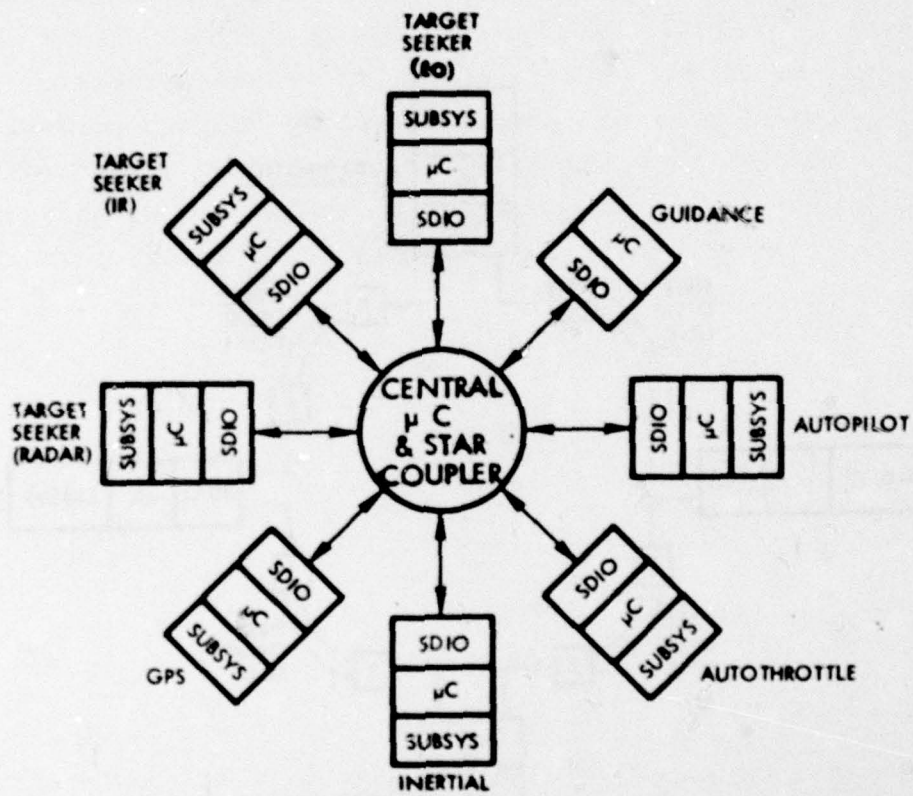 TARGET
SEEKER
(EO)
SUBSYS
µC
SDIO
TARGET
SEEKER
(IR)
SUBSYS
µC
SDIO
GUIDANCE
µC
SDIO
TARGET
SEEKER
(RADAR)
SUBSYS
µC
SDIO
CENTRAL
µ C
& STAR
COUPLER
SDIO
µC
SUBSYS
AUTOPILOT
SDIO
µC
SUBSYS
GPS
SDIO
µC
SUBSYS
AUTOTHROTTLE
SDIO
µC
SUBSYS
INERTIAL